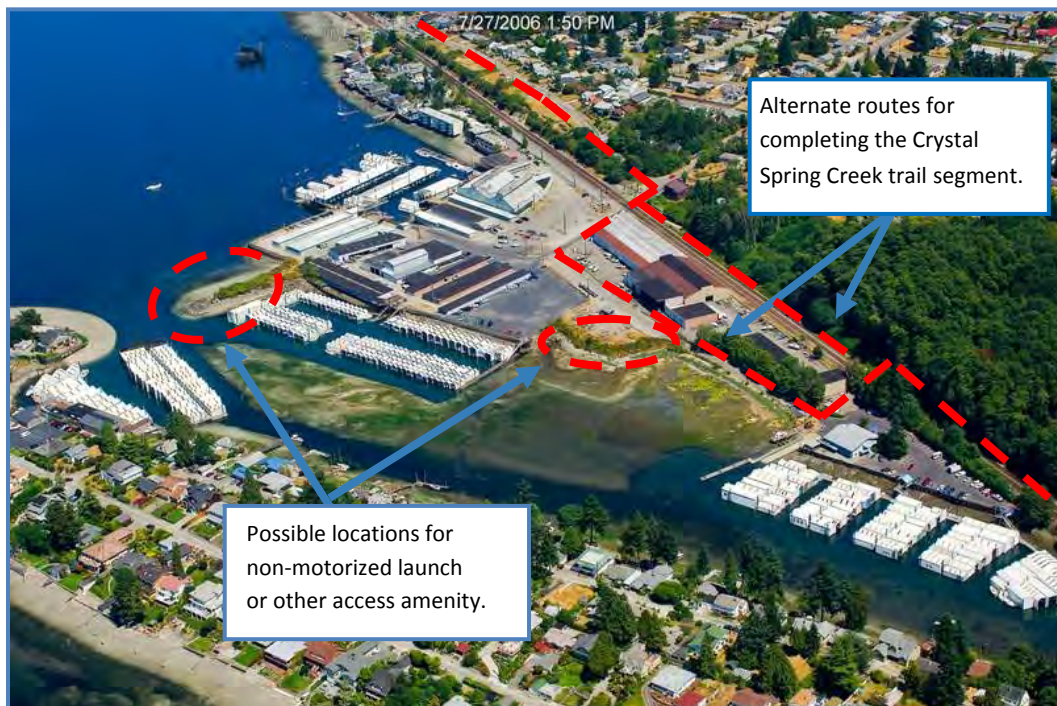 7/27/2006 1:50 PM
Alternate routes for
completing the Crystal
Spring Creek trail segment.
Possible locations for
non-motorized launch
or other access amenity.